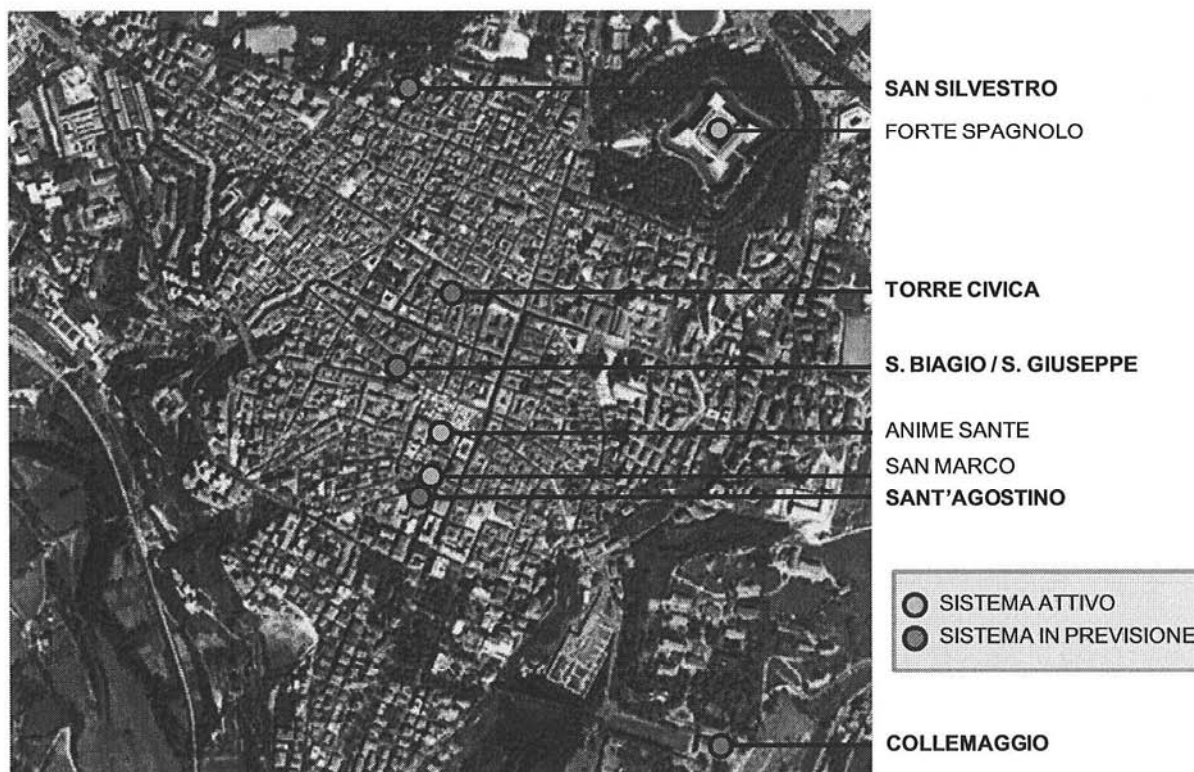 SAN SILVESTRO
FORTE SPAGNOLO
TORRE CIVICA
S. BIAGIO / S. GIUSEPPE
ANIME SANTE
SAN MARCO
SANT'AGOSTINO
SISTEMA ATTIVO
SISTEMA IN PREVISIONE
COLLEMAGGIO